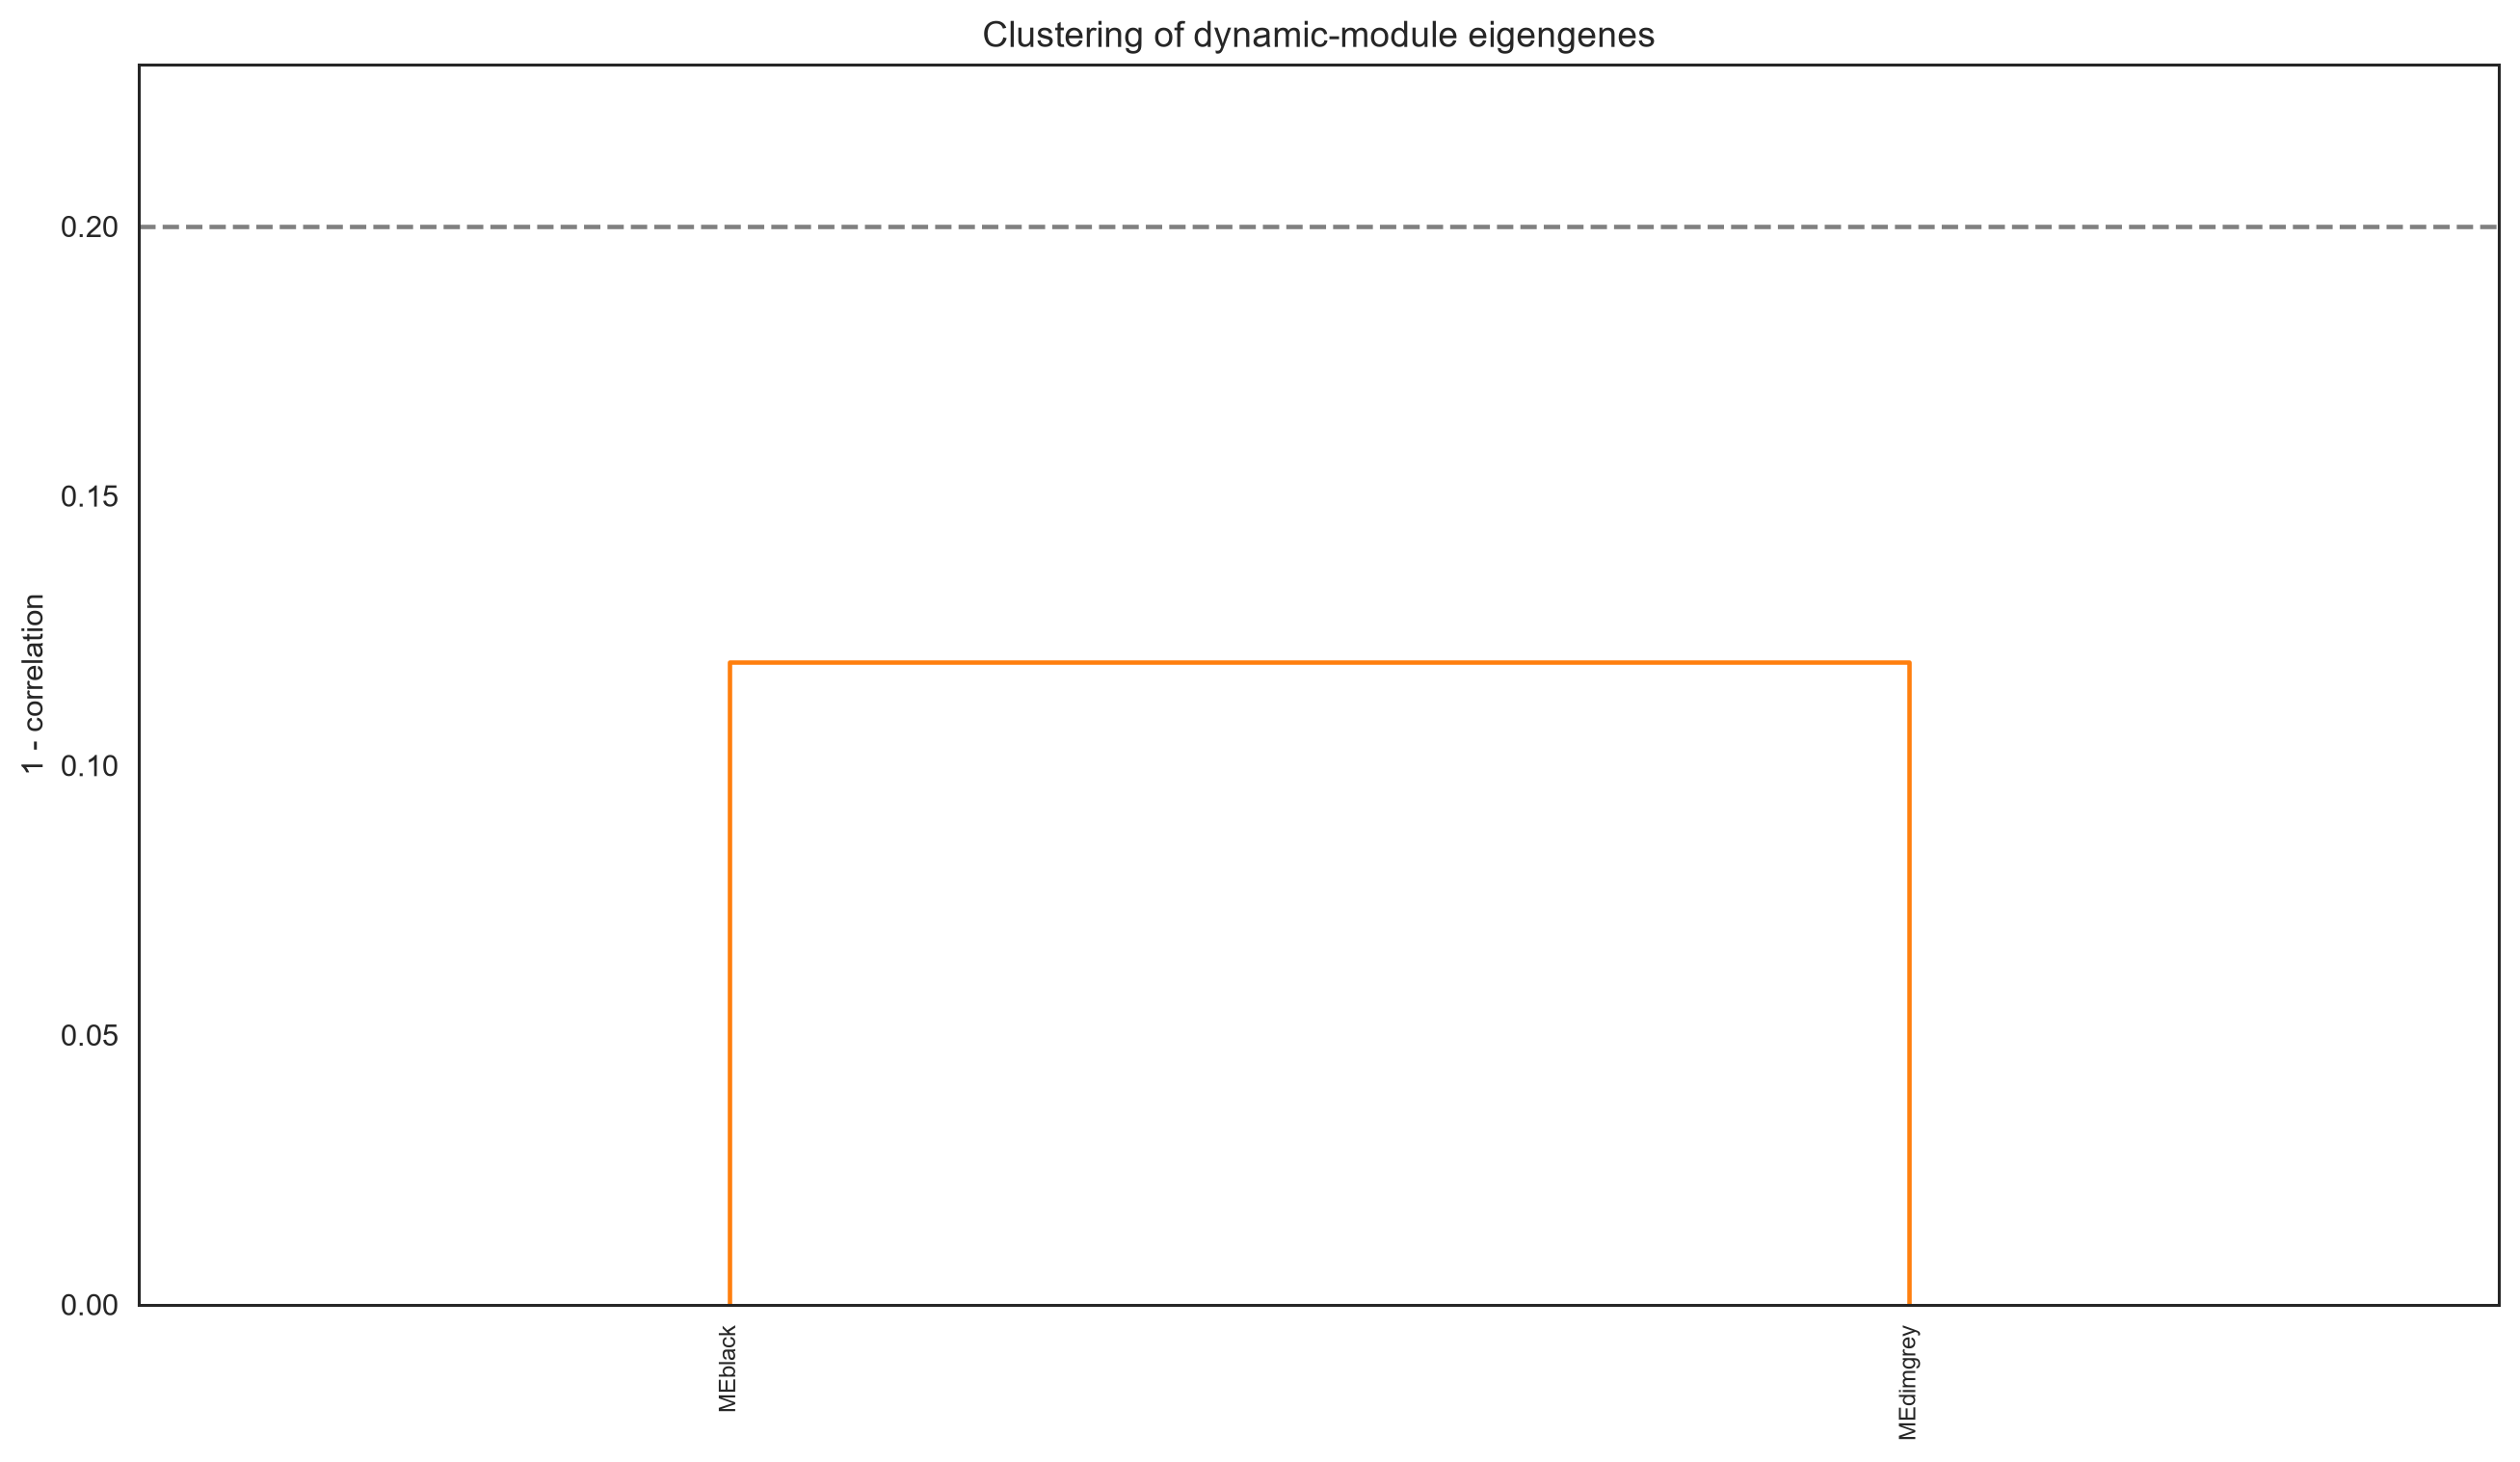 Clustering of dynamic-module eigengenes
0.20
0.15
0.10
0.05
0.00
1 - correlation
MEblack
MEdimgrey